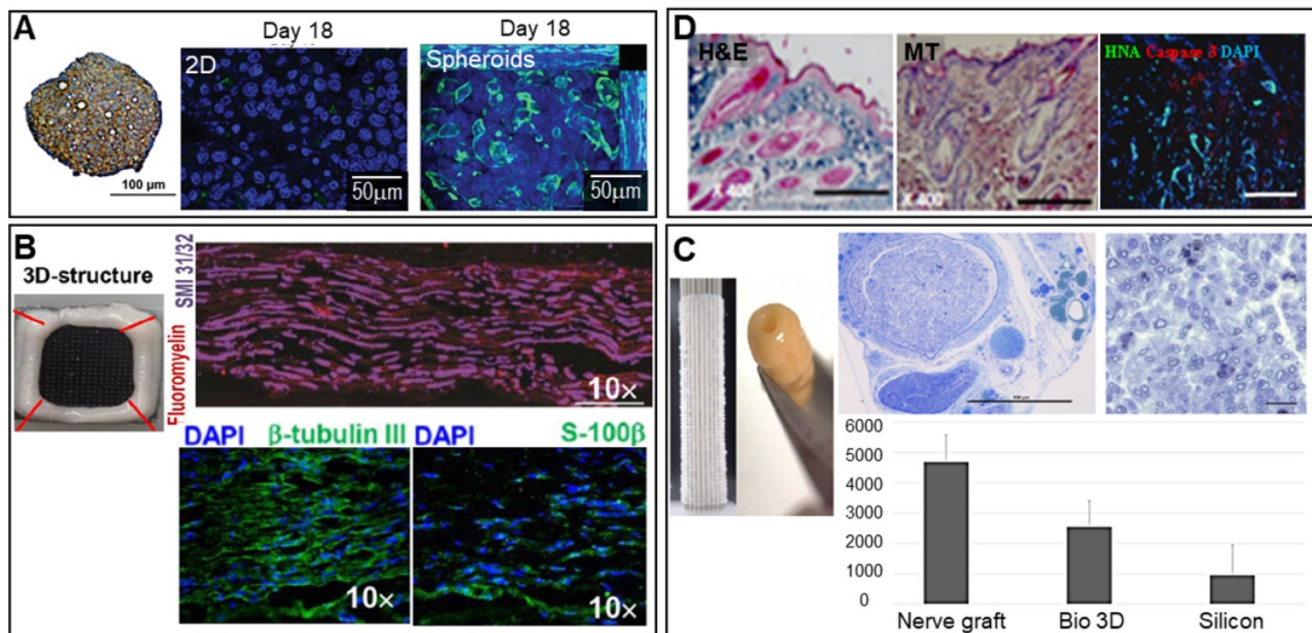 A
Day 18
Day 18
2D
Spheroids
100 μm
50μm
50μm
D
H&E
MT
HNA Caspase 3 DAPI
X 400
X 400
B
3D-structure
SMI 31/32
Fluoromyelin
10×
DAPI β-tubulin III
DAPI S-100β
10×
10×
C
6000
5000
4000
3000
2000
1000
0000
Nerve graft Bio 3D Silicon